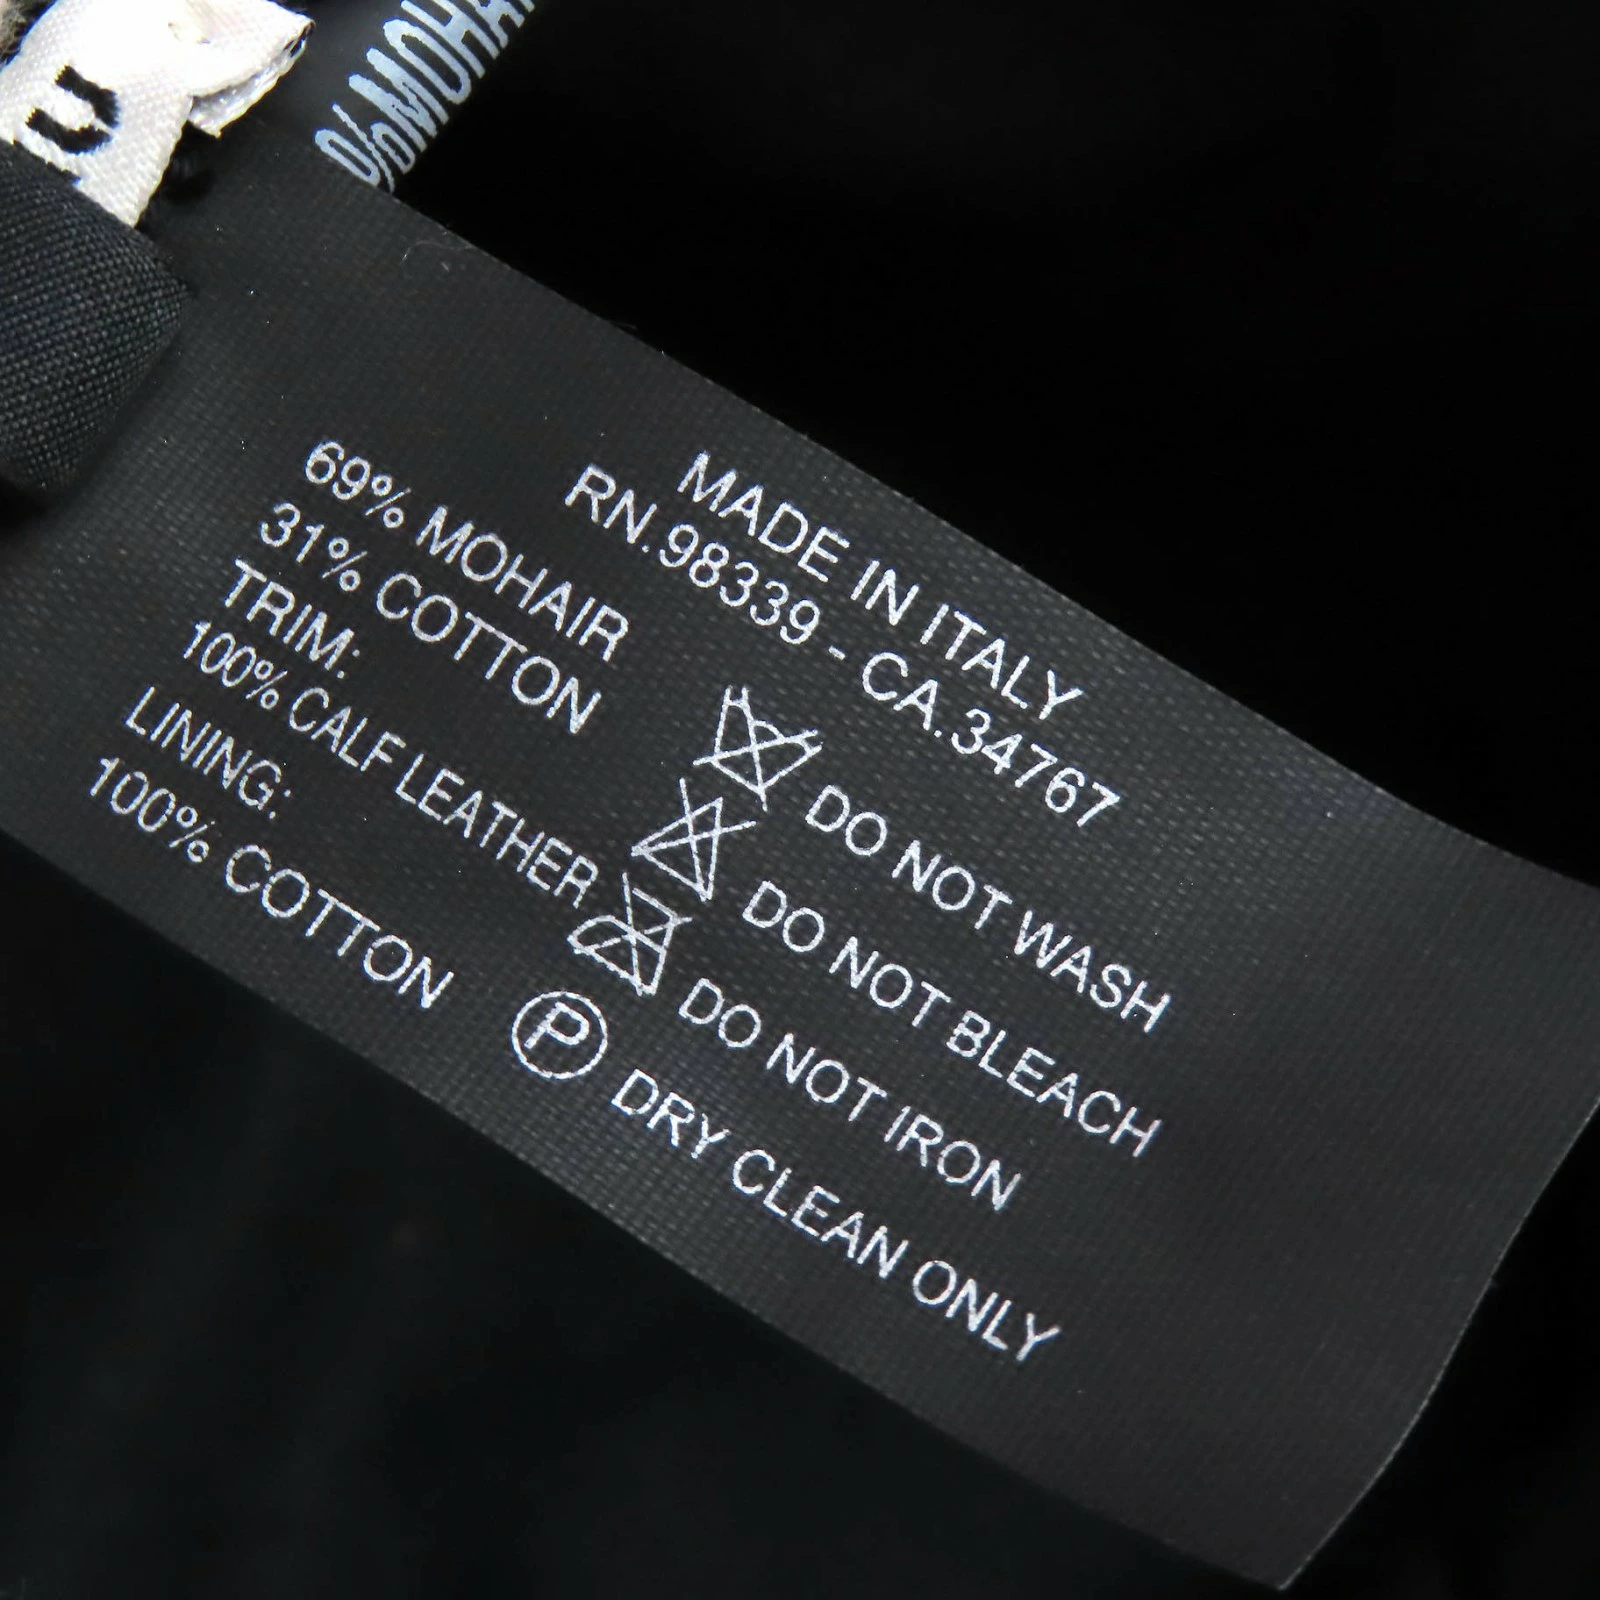 U
%MOHAI
MADE IN ITALY
RN.98339 - CA.34767
69% MOHAIR
31% COTTON
TRIM:
100% CALF LEATHER
LINING:
100% COTTON
DO NOT WASH
DO NOT BLEACH
DO NOT IRON
P DRY CLEAN ONLY